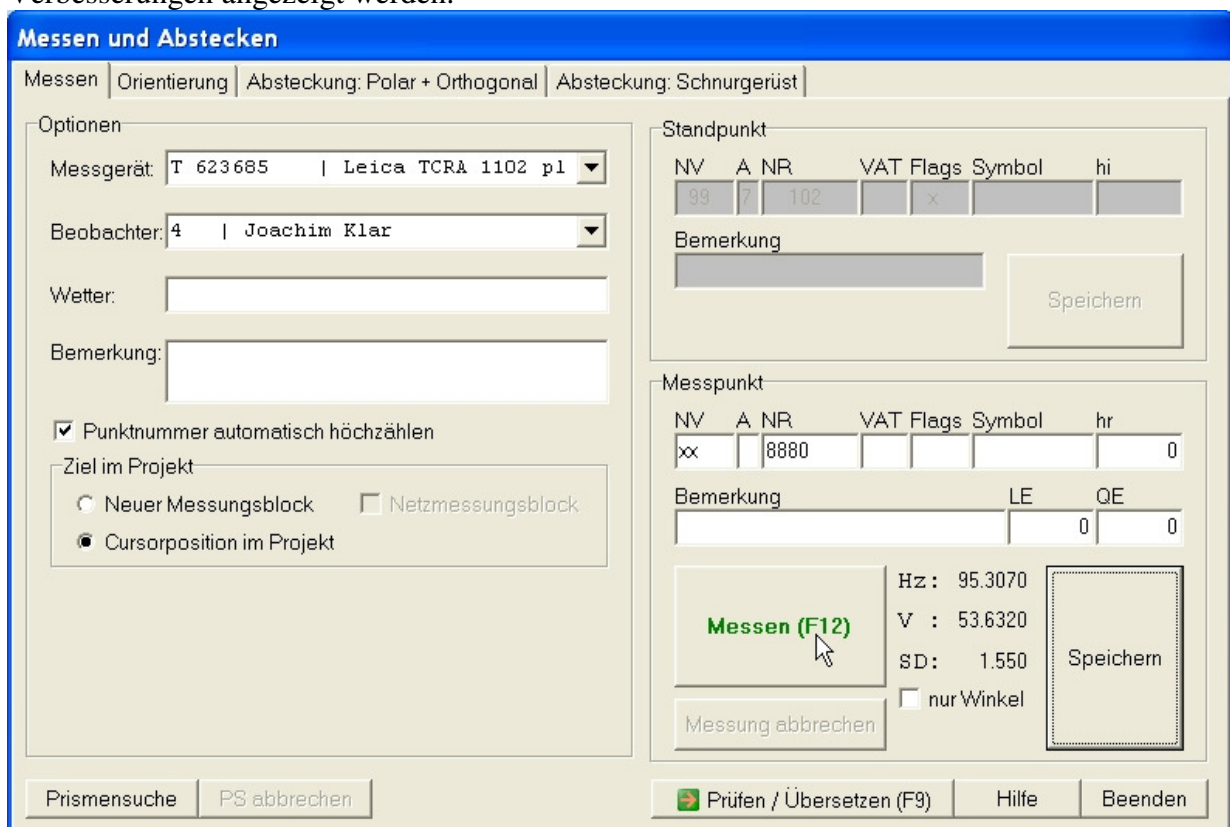 Verbesserungen angezeigt werden.
Messen und Abstecken
Messen Orientierung Absteckung: Polar + Orthogonal Absteckung: Schnurgerüst
Optionen
Messgerät: T 623685 | Leica TCRA 1102 pl
Beobachter: 4 | Joachim Klar
Wetter:
Bemerkung:
Punktnummer automatisch höchzählen
Ziel im Projekt
Neuer Messungsblock Netzmessungsblock
Cursorposition im Projekt
Standpunkt
NV A NR VAT Flags Symbol hi
99 7 102 x
Bemerkung
Speichern
Messpunkt
NV A NR VAT Flags Symbol hr
xx 8880 0
Bemerkung LE QE
0 0
Messen (F12)
Hz: 95.3070
V : 53.6320
SD: 1.550
nur Winkel
Speichern
Messung abbrechen
Prismensuche PS abbrechen Prüfen / Übersetzen (F9) Hilfe Beenden